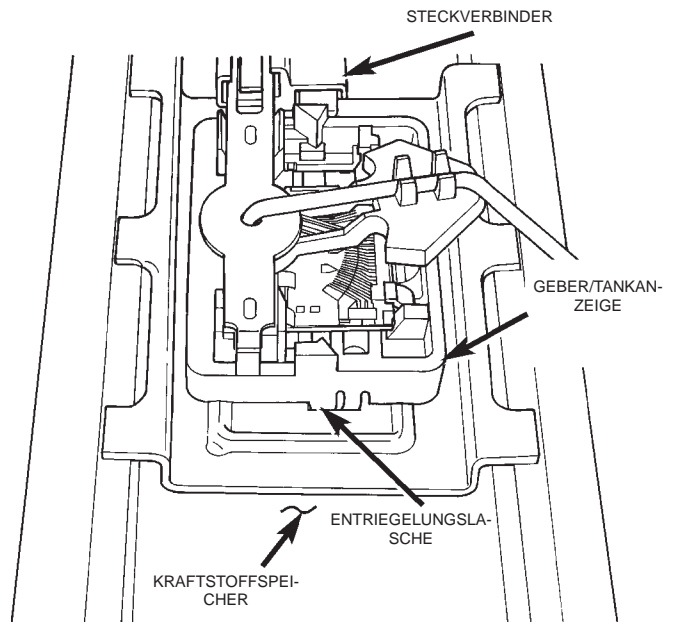 STECKVERBINDER
GEBER/TANKAN-
ZEIGE
ENTRIEGELUNGSLA-
SCHE
KRAFTSTOFFSPEI-
CHER